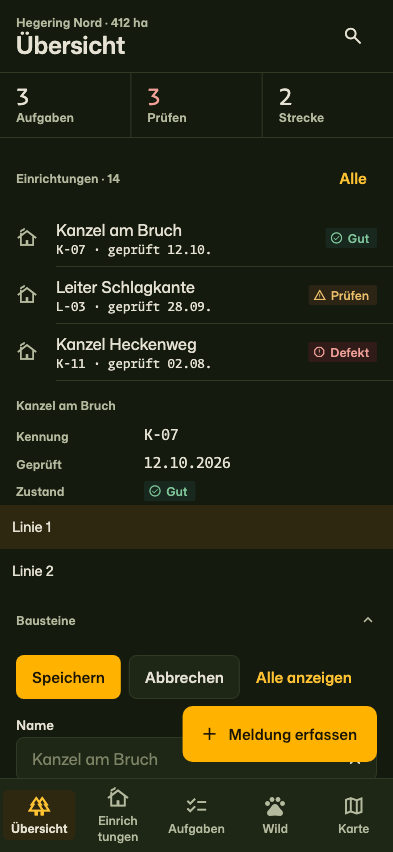 Hegering Nord · 412 ha
Übersicht
3
Aufgaben
3
Prüfen
2
Strecke
Einrichtungen · 14
Alle
Kanzel am Bruch
K-07 · geprüft 12.10.
Gut
Leiter Schlagkante
L-03 · geprüft 28.09.
Prüfen
Kanzel Heckenweg
K-11 · geprüft 02.08.
Defekt
Kanzel am Bruch
Kennung K-07
Geprüft 12.10.2026
Zustand Gut
Linie 1
Linie 2
Bausteine
Speichern
Abbrechen
Alle anzeigen
Name
Kanzel am Bruch
+ Meldung erfassen
Übersicht
Einrich
tungen
Aufgaben
Wild
Karte